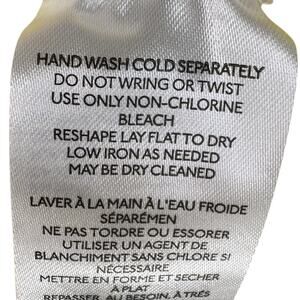 HAND WASH COLD SEPARATELY
DO NOT WRING OR TWIST
USE ONLY NON-CHLORINE
BLEACH
RESHAPE LAY FLAT TO DRY
LOW IRON AS NEEDED
MAY BE DRY CLEANED
LAVER À LA MAIN À L'EAU FROIDE
SÉPARÉMEN
NE PAS TORDRE OU ESSORER
UTILISER UN AGENT DE
BLANCHIMENT SANS CHLORE SI
NÉCESSAIRE
METTRE EN FORME ET SECHER
À PLAT
REPASSER, AU BESOIN, À TRÈS